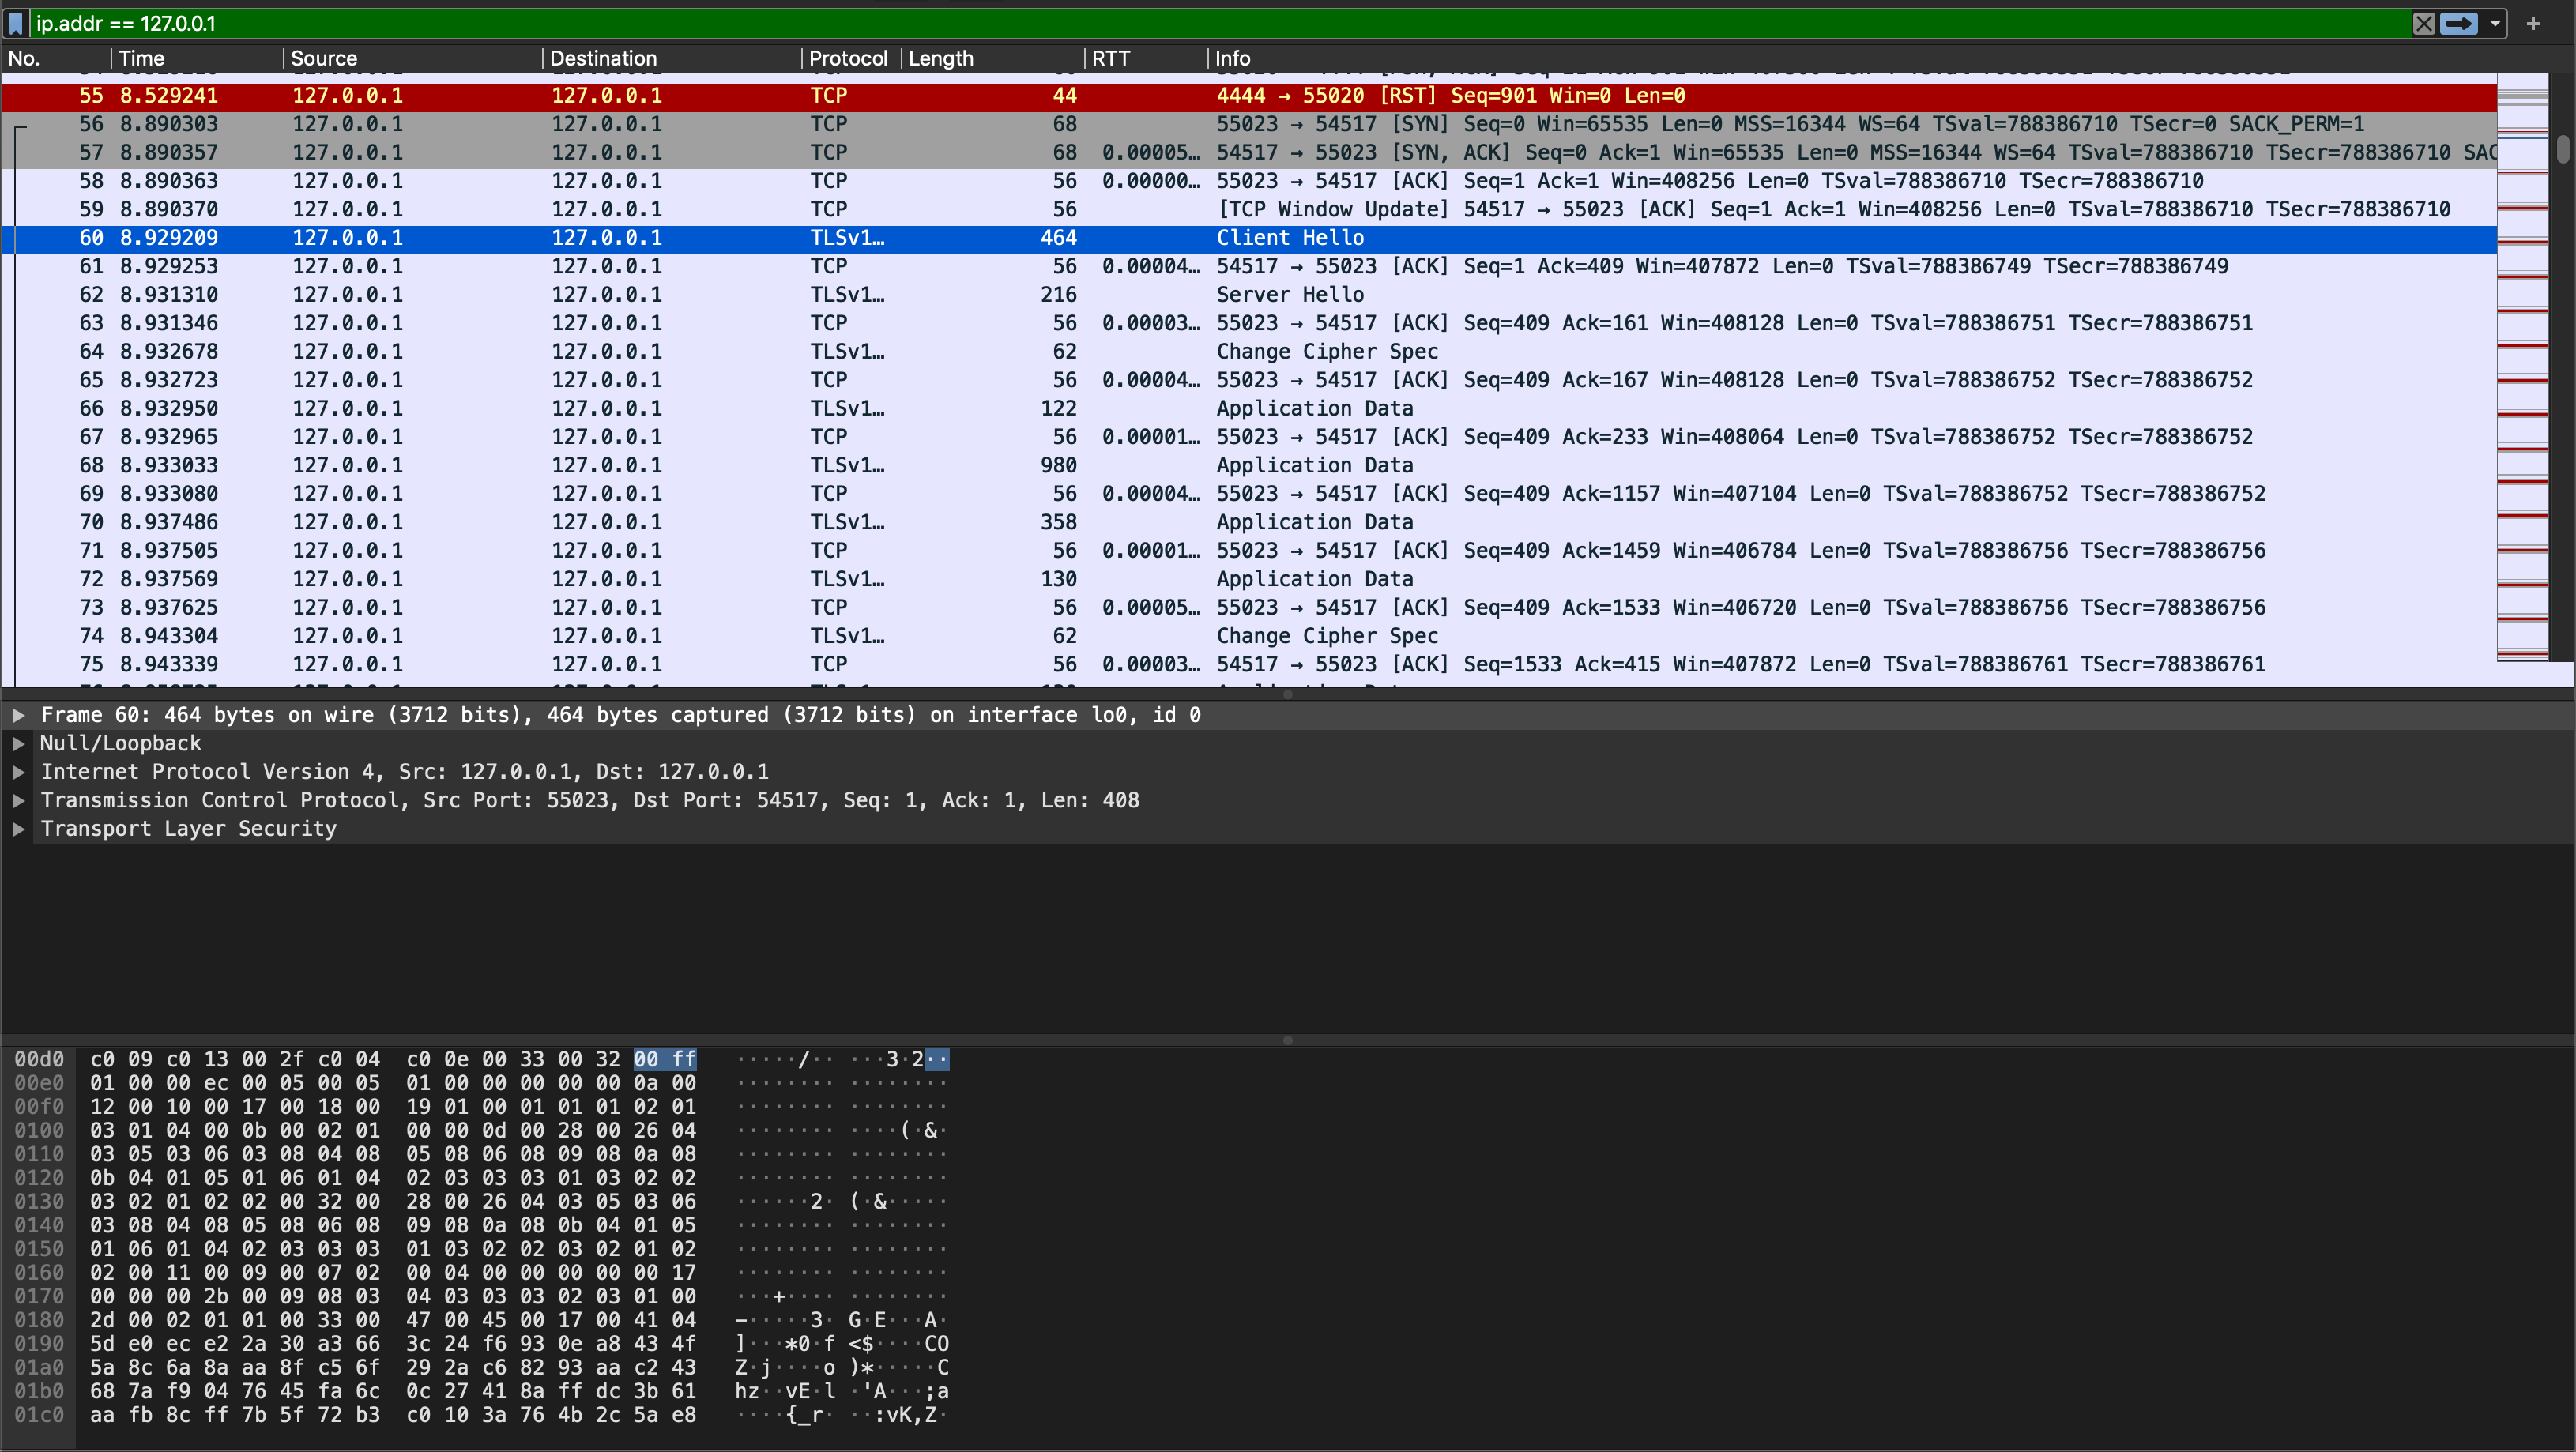 ip.addr == 127.0.0.1
No. Time Source Destination Protocol Length RTT Info
55 8.529241 127.0.0.1 127.0.0.1 TCP 44 4444 → 55020 [RST] Seq=901 Win=0 Len=0
56 8.890303 127.0.0.1 127.0.0.1 TCP 68 55023 → 54517 [SYN] Seq=0 Win=65535 Len=0 MSS=16344 WS=64 TSval=788386710 TSecr=0 SACK_PERM=1
57 8.890357 127.0.0.1 127.0.0.1 TCP 68 0.00005… 54517 → 55023 [SYN, ACK] Seq=0 Ack=1 Win=65535 Len=0 MSS=16344 WS=64 TSval=788386710 TSecr=788386710 SAC
58 8.890363 127.0.0.1 127.0.0.1 TCP 56 0.00000… 55023 → 54517 [ACK] Seq=1 Ack=1 Win=408256 Len=0 TSval=788386710 TSecr=788386710
59 8.890370 127.0.0.1 127.0.0.1 TCP 56 [TCP Window Update] 54517 → 55023 [ACK] Seq=1 Ack=1 Win=408256 Len=0 TSval=788386710 TSecr=788386710
60 8.929209 127.0.0.1 127.0.0.1 TLSv1… 464 Client Hello
61 8.929253 127.0.0.1 127.0.0.1 TCP 56 0.00004… 54517 → 55023 [ACK] Seq=1 Ack=409 Win=407872 Len=0 TSval=788386749 TSecr=788386749
62 8.931310 127.0.0.1 127.0.0.1 TLSv1… 216 Server Hello
63 8.931346 127.0.0.1 127.0.0.1 TCP 56 0.00003… 55023 → 54517 [ACK] Seq=409 Ack=161 Win=408128 Len=0 TSval=788386751 TSecr=788386751
64 8.932678 127.0.0.1 127.0.0.1 TLSv1… 62 Change Cipher Spec
65 8.932723 127.0.0.1 127.0.0.1 TCP 56 0.00004… 55023 → 54517 [ACK] Seq=409 Ack=167 Win=408128 Len=0 TSval=788386752 TSecr=788386752
66 8.932950 127.0.0.1 127.0.0.1 TLSv1… 122 Application Data
67 8.932965 127.0.0.1 127.0.0.1 TCP 56 0.00001… 55023 → 54517 [ACK] Seq=409 Ack=233 Win=408064 Len=0 TSval=788386752 TSecr=788386752
68 8.933033 127.0.0.1 127.0.0.1 TLSv1… 980 Application Data
69 8.933080 127.0.0.1 127.0.0.1 TCP 56 0.00004… 55023 → 54517 [ACK] Seq=409 Ack=1157 Win=407104 Len=0 TSval=788386752 TSecr=788386752
70 8.937486 127.0.0.1 127.0.0.1 TLSv1… 358 Application Data
71 8.937505 127.0.0.1 127.0.0.1 TCP 56 0.00001… 55023 → 54517 [ACK] Seq=409 Ack=1459 Win=406784 Len=0 TSval=788386756 TSecr=788386756
72 8.937569 127.0.0.1 127.0.0.1 TLSv1… 130 Application Data
73 8.937625 127.0.0.1 127.0.0.1 TCP 56 0.00005… 55023 → 54517 [ACK] Seq=409 Ack=1533 Win=406720 Len=0 TSval=788386756 TSecr=788386756
74 8.943304 127.0.0.1 127.0.0.1 TLSv1… 62 Change Cipher Spec
75 8.943339 127.0.0.1 127.0.0.1 TCP 56 0.00003… 54517 → 55023 [ACK] Seq=1533 Ack=415 Win=407872 Len=0 TSval=788386761 TSecr=788386761
Frame 60: 464 bytes on wire (3712 bits), 464 bytes captured (3712 bits) on interface lo0, id 0
Null/Loopback
Internet Protocol Version 4, Src: 127.0.0.1, Dst: 127.0.0.1
Transmission Control Protocol, Src Port: 55023, Dst Port: 54517, Seq: 1, Ack: 1, Len: 408
Transport Layer Security
00d0 c0 09 c0 13 00 2f c0 04 c0 0e 00 33 00 32 00 ff ·····/·· ···3·2··
00e0 01 00 00 ec 00 05 00 05 01 00 00 00 00 00 0a 00 ········ ········
00f0 12 00 10 00 17 00 18 00 19 01 00 01 01 01 02 01 ········ ········
0100 03 01 04 00 0b 00 02 01 00 00 0d 00 28 00 26 04 ········ ····(·&·
0110 03 05 03 06 03 08 04 08 05 08 06 08 09 08 0a 08 ········ ········
0120 0b 04 01 05 01 06 01 04 02 03 03 03 01 03 02 02 ········ ········
0130 03 02 01 02 02 00 32 00 28 00 26 04 03 05 03 06 ······2· (·&·····
0140 03 08 04 08 05 08 06 08 09 08 0a 08 0b 04 01 05 ········ ········
0150 01 06 01 04 02 03 03 03 01 03 02 02 03 02 01 02 ········ ········
0160 02 00 11 00 09 00 07 02 00 04 00 00 00 00 00 17 ········ ········
0170 00 00 00 2b 00 09 08 03 04 03 03 03 02 03 01 00 ···+···· ········
0180 2d 00 02 01 01 00 33 00 47 00 45 00 17 00 41 04 -·····3· G·E···A·
0190 5d e0 ec e2 2a 30 a3 66 3c 24 f6 93 0e a8 43 4f ]···*0·f <$····CO
01a0 5a 8c 6a 8a aa 8f c5 6f 29 2a c6 82 93 aa c2 43 Z·j····o )*·····C
01b0 68 7a f9 04 76 45 fa 6c 0c 27 41 8a ff dc 3b 61 hz··vE·l ·'A···;a
01c0 aa fb 8c ff 7b 5f 72 b3 c0 10 3a 76 4b 2c 5a e8 ····{_r· ··:vK,Z·